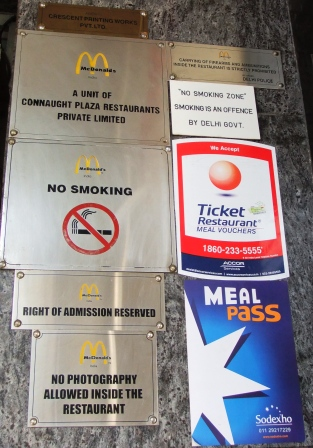 CRESCENT PRINTING WORKS
PVT. LTD.
McDonald's
A UNIT OF
CONNAUGHT PLAZA RESTAURANTS
PRIVATE LIMITED
McDonald's
NO SMOKING
McDonald's
RIGHT OF ADMISSION RESERVED
McDonald's
NO PHOTOGRAPHY
ALLOWED INSIDE THE
RESTAURANT
CARRYING OF FIREARMS AND AMMUNITIONS
INSIDE THE RESTAURANT IS STRICTLY PROHIBITED
DELHI POLICE
"NO SMOKING ZONE"
SMOKING IS AN OFFENCE
BY DELHI GOVT.
We Accept
Ticket
Restaurant
MEAL VOUCHERS
1860-233-5555
ACCOR
Services
MEAL
PASS
Sodexho
011 29217229